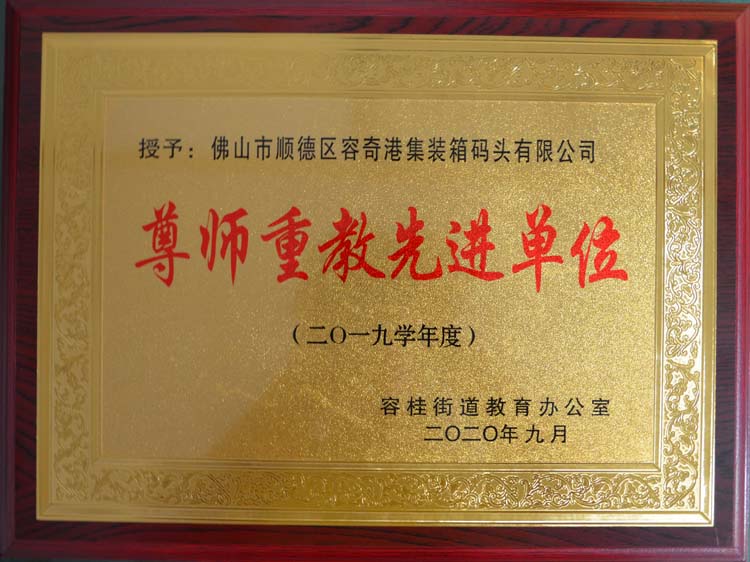 授予：佛山市顺德区容奇港集装箱码头有限公司
尊师重教先进单位
（二〇一九学年度）
容桂街道教育办公室
二〇二〇年九月